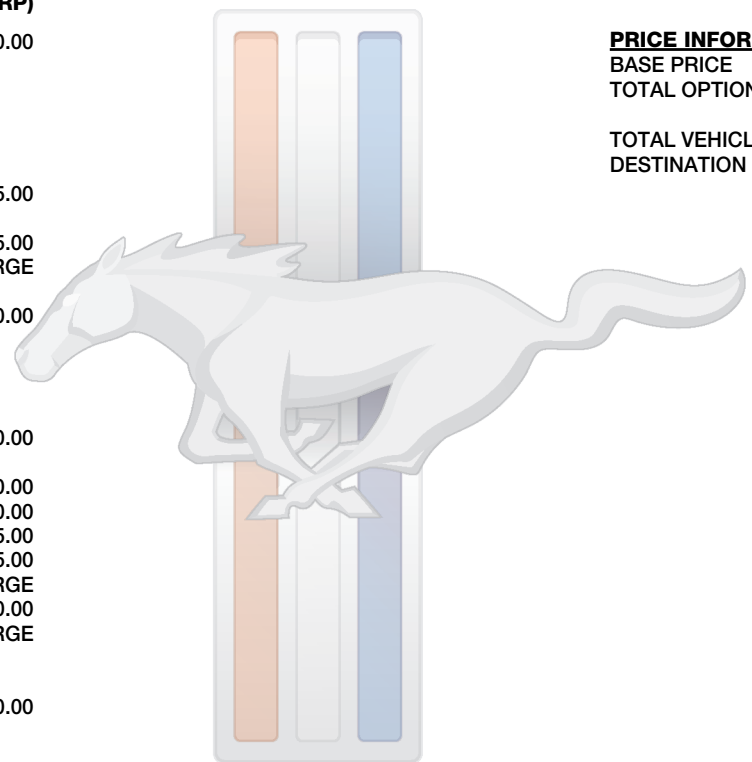 RP)
0.00
5.00
5.00
RGE
0.00
0.00
0.00
0.00
5.00
5.00
RGE
0.00
RGE
0.00
PRICE INFOR
BASE PRICE
TOTAL OPTION
TOTAL VEHICL
DESTINATION